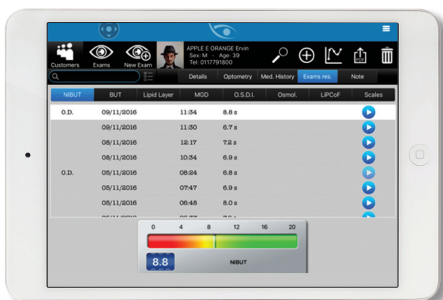 APPLE E ORANGE Ervin
Sex: M - Age: 39
Tel: 0117791800
Customers Exams New Exam
Details Optometry Med. History Exams res. Note
NIBUT BUT Lipid Layer MGD O.S.D.I. Osmol. LiPCoF Scales
O.D. 09/11/2016 11:34 8.8 s
09/11/2016 11:30 6.7 s
08/11/2016 12:17 7.2 s
08/11/2016 10:34 6.9 s
O.D. 08/11/2016 08:24 6.8 s
08/11/2016 07:47 6.9 s
08/11/2016 06:48 8.0 s
0 4 8 12 16 20
8.8 NIBUT